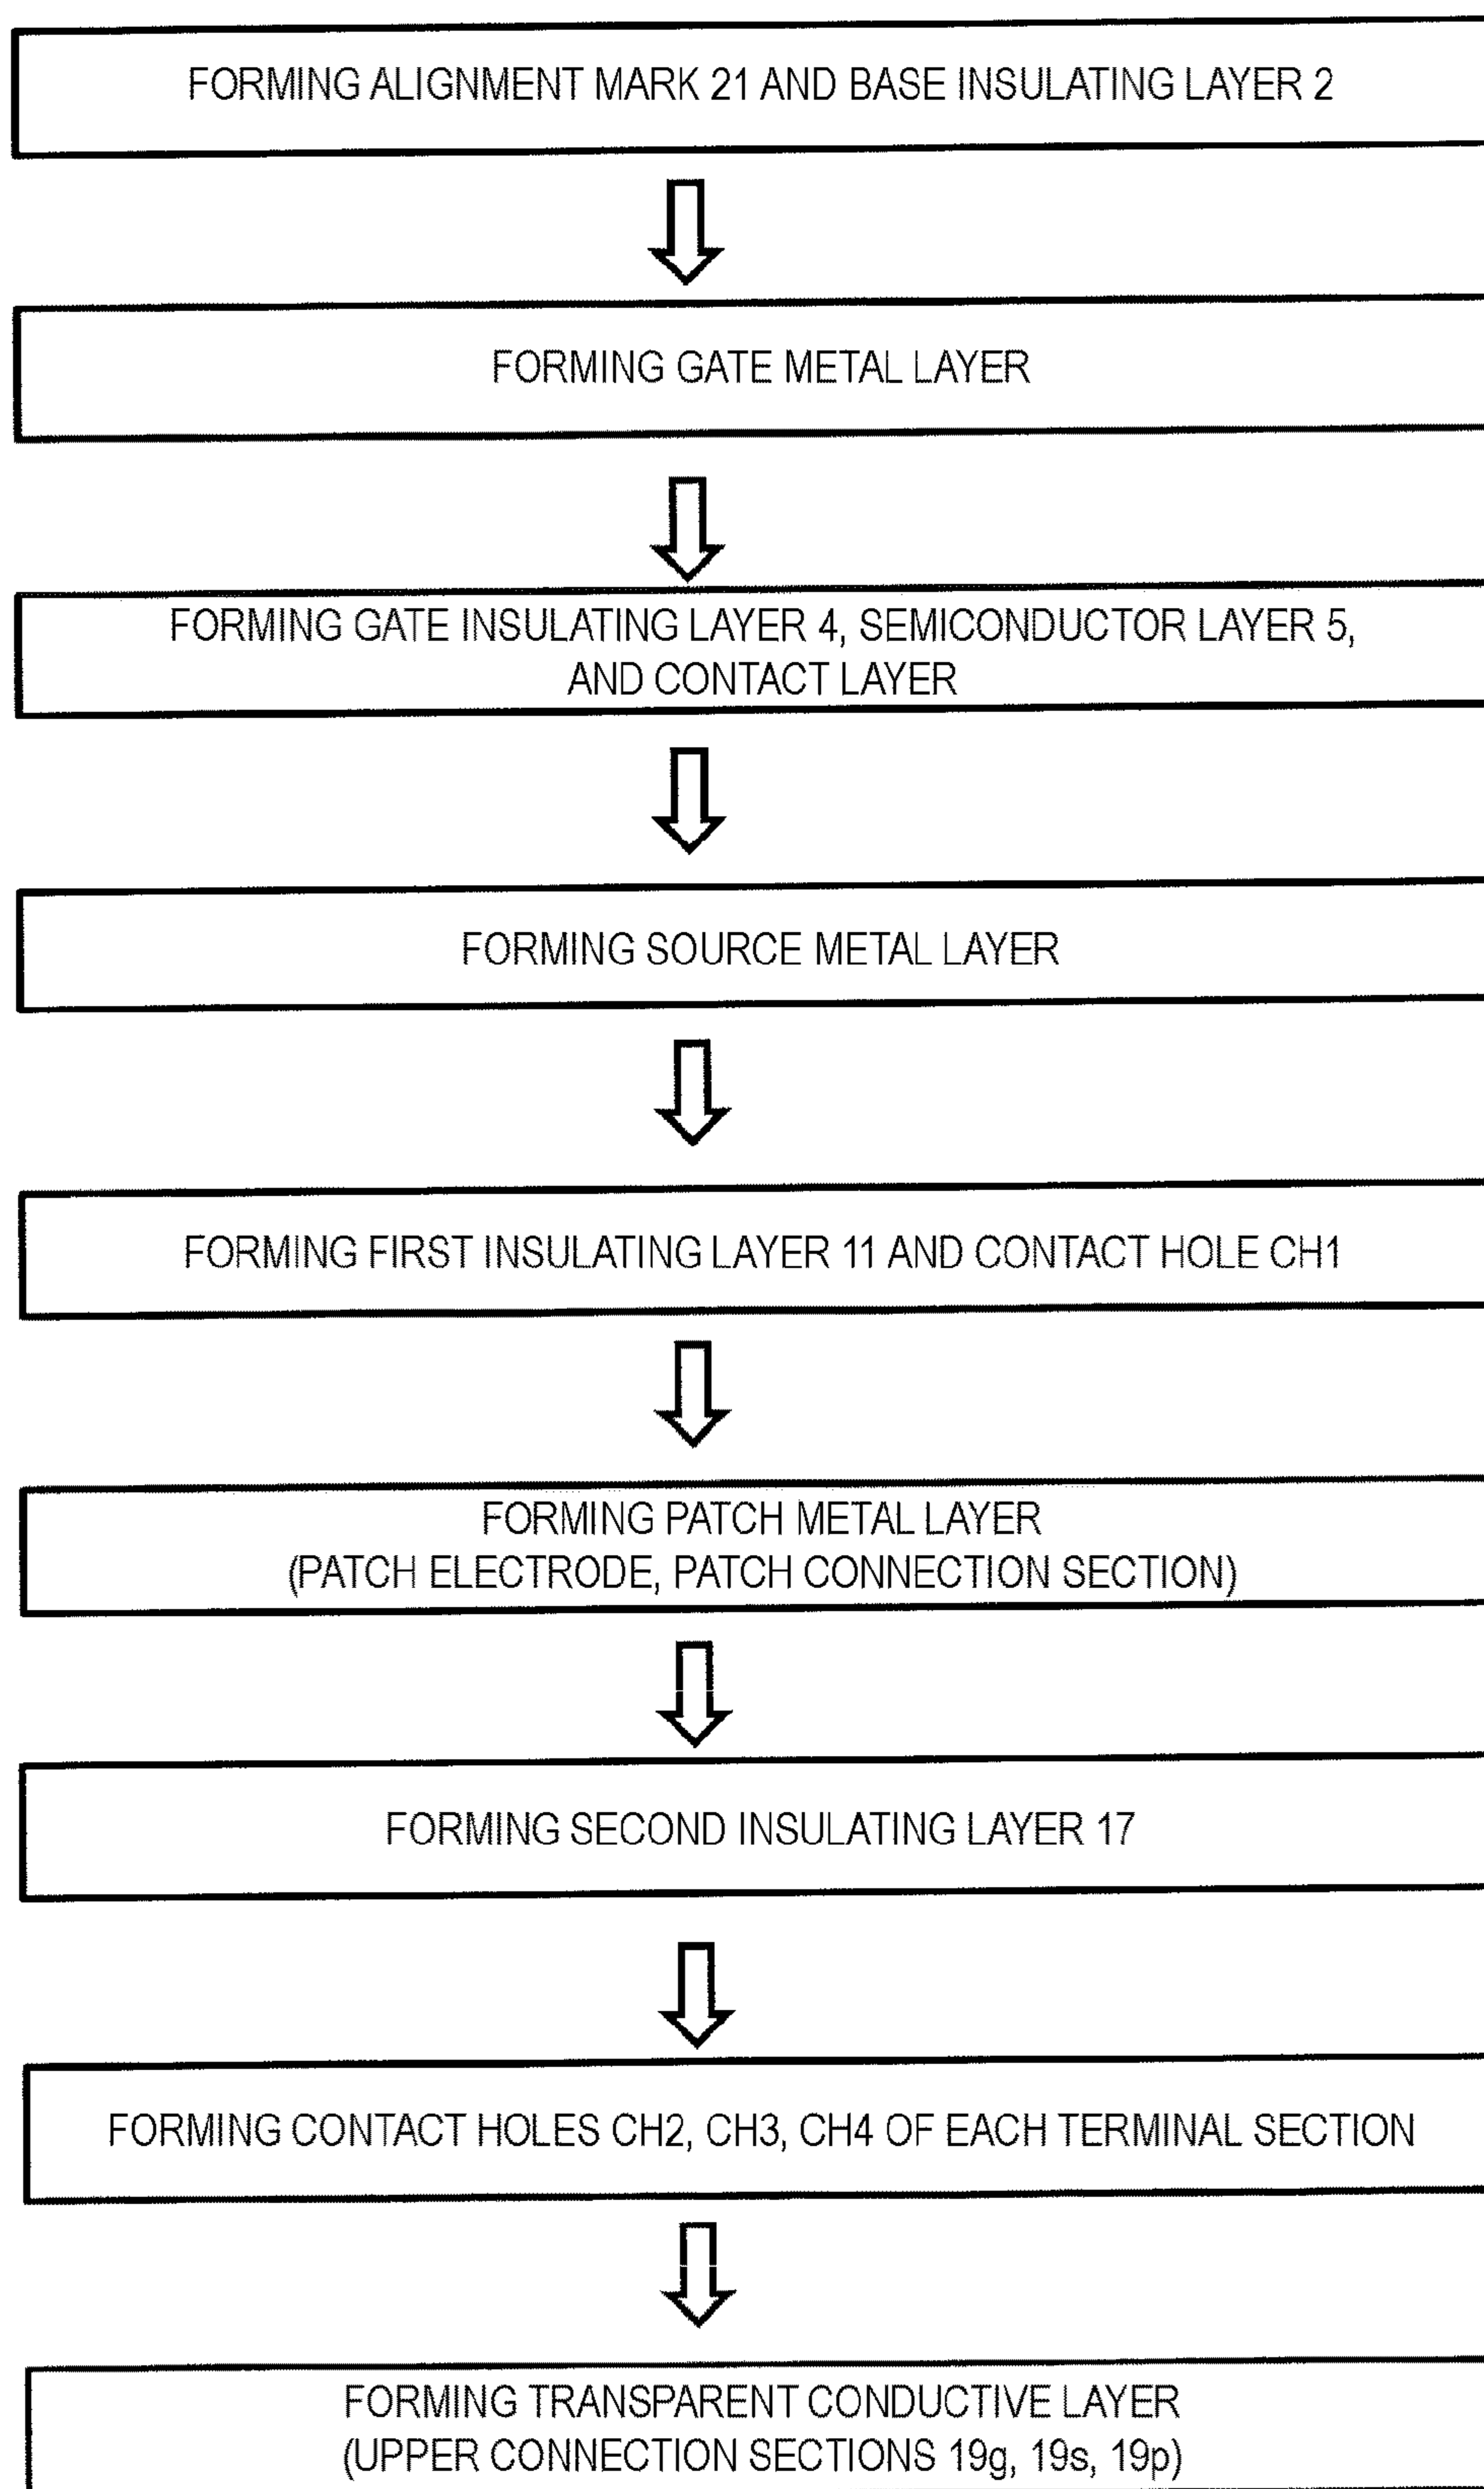 FORMING ALIGNMENT MARK 21 AND BASE INSULATING LAYER 2
FORMING GATE METAL LAYER
FORMING GATE INSULATING LAYER 4, SEMICONDUCTOR LAYER 5,
AND CONTACT LAYER
FORMING SOURCE METAL LAYER
FORMING FIRST INSULATING LAYER 11 AND CONTACT HOLE CH1
FORMING PATCH METAL LAYER
(PATCH ELECTRODE, PATCH CONNECTION SECTION)
FORMING SECOND INSULATING LAYER 17
FORMING CONTACT HOLES CH2, CH3, CH4 OF EACH TERMINAL SECTION
FORMING TRANSPARENT CONDUCTIVE LAYER
(UPPER CONNECTION SECTIONS 19g, 19s, 19p)